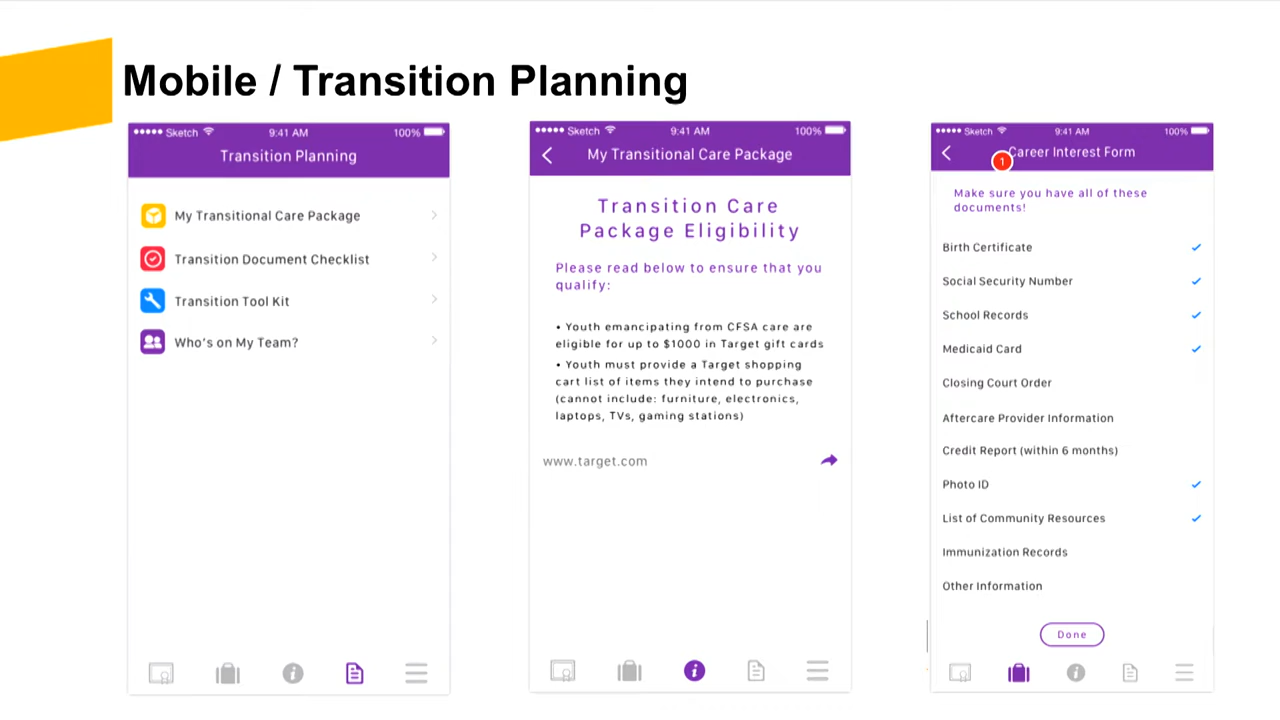 Mobile / Transition Planning
Sketch 9:41 AM 100%
Transition Planning
My Transitional Care Package
Transition Document Checklist
Transition Tool Kit
Who's on My Team?
Sketch 9:41 AM 100%
My Transitional Care Package
Transition Care
Package Eligibility
Please read below to ensure that you
qualify:
• Youth emancipating from CFSA care are
eligible for up to $1000 in Target gift cards
• Youth must provide a Target shopping
cart list of items they intend to purchase
(cannot include: furniture, electronics,
laptops, TVs, gaming stations)
www.target.com
Sketch 9:41 AM 100%
1
Career Interest Form
Make sure you have all of these
documents!
Birth Certificate
Social Security Number
School Records
Medicaid Card
Closing Court Order
Aftercare Provider Information
Credit Report (within 6 months)
Photo ID
List of Community Resources
Immunization Records
Other Information
Done